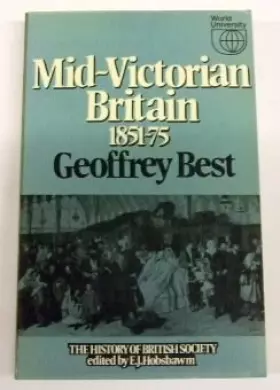 World
University
Mid-Victorian
Britain
1851-75
Geoffrey Best
THE HISTORY OF BRITISH SOCIETY
edited by E.J.Hobsbawm